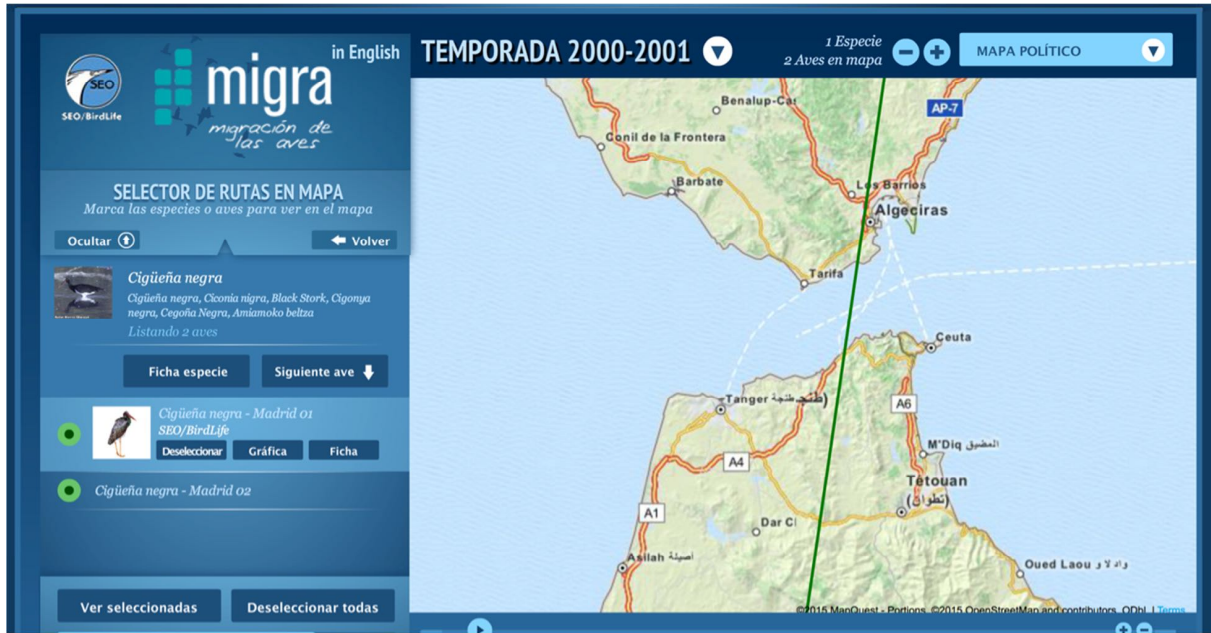 SEO
SEO/BirdLife
migra
migración de
las aves
in English
TEMPORADA 2000-2001
1 Especie
2 Aves en mapa
MAPA POLÍTICO
SELECTOR DE RUTAS EN MAPA
Marca las especies o aves para ver en el mapa
Ocultar
Volver
Cigüeña negra
Cigüeña negra, Ciconia nigra, Black Stork, Cigonya
negra, Cegoña Negra, Amiamoko beltza
Listando 2 aves
Ficha especie
Siguiente ave
Cigüeña negra - Madrid 01
SEO/BirdLife
Deseleccionar
Gráfica
Ficha
Cigüeña negra - Madrid 02
Ver seleccionadas
Deseleccionar todas
Benalup-Ca
AP-7
Conil de la Frontera
Barbate
Los Barrios
Algeciras
Tarifa
Ceuta
Tanger طنجة (طنج
A6
M'Diq المضيق
A4
Tétouan
(تطوان)
A1
Dar C
Asilah أصيلة
Oued Laou واد لاو
©2015 MapQuest - Portions ©2015 OpenStreetMap and contributors, ODbL | Terms